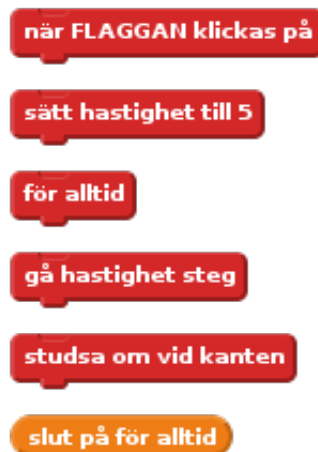 när FLAGGAN klickas på
sätt hastighet till 5
för alltid
gå hastighet steg
studsa om vid kanten
slut på för alltid